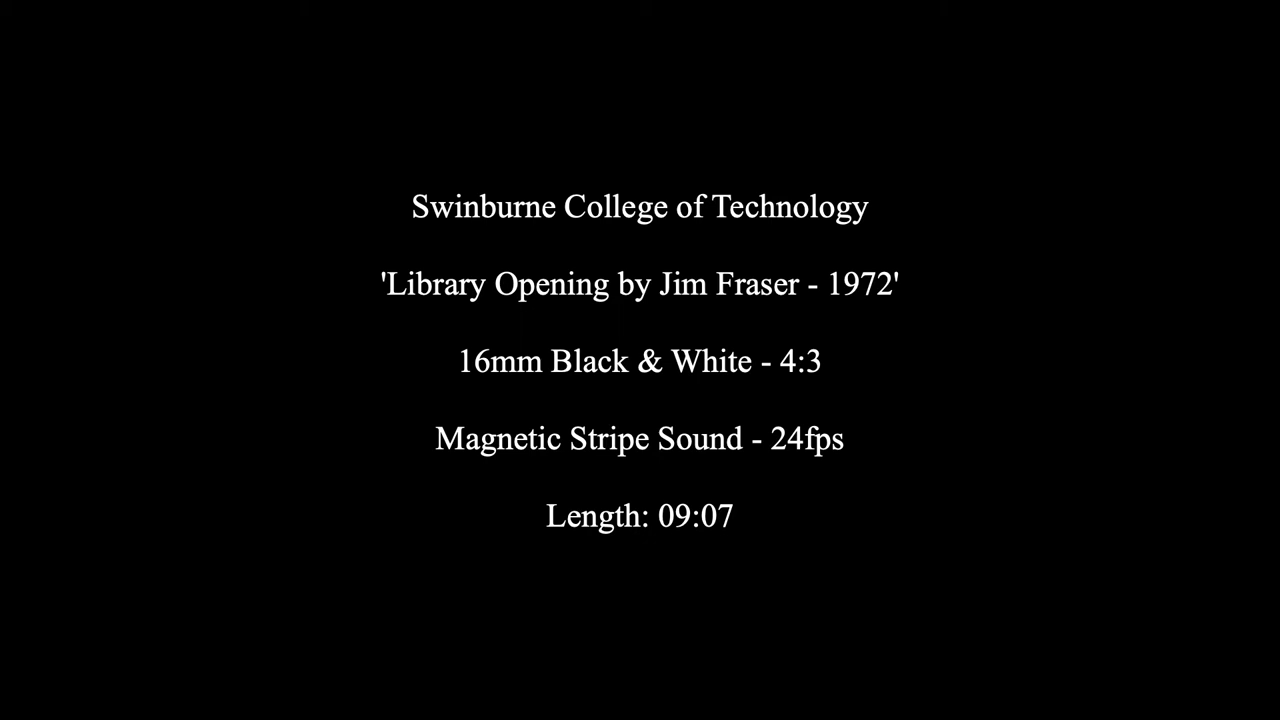 Swinburne College of Technology
'Library Opening by Jim Fraser - 1972'
16mm Black & White - 4:3
Magnetic Stripe Sound - 24fps
Length: 09:07